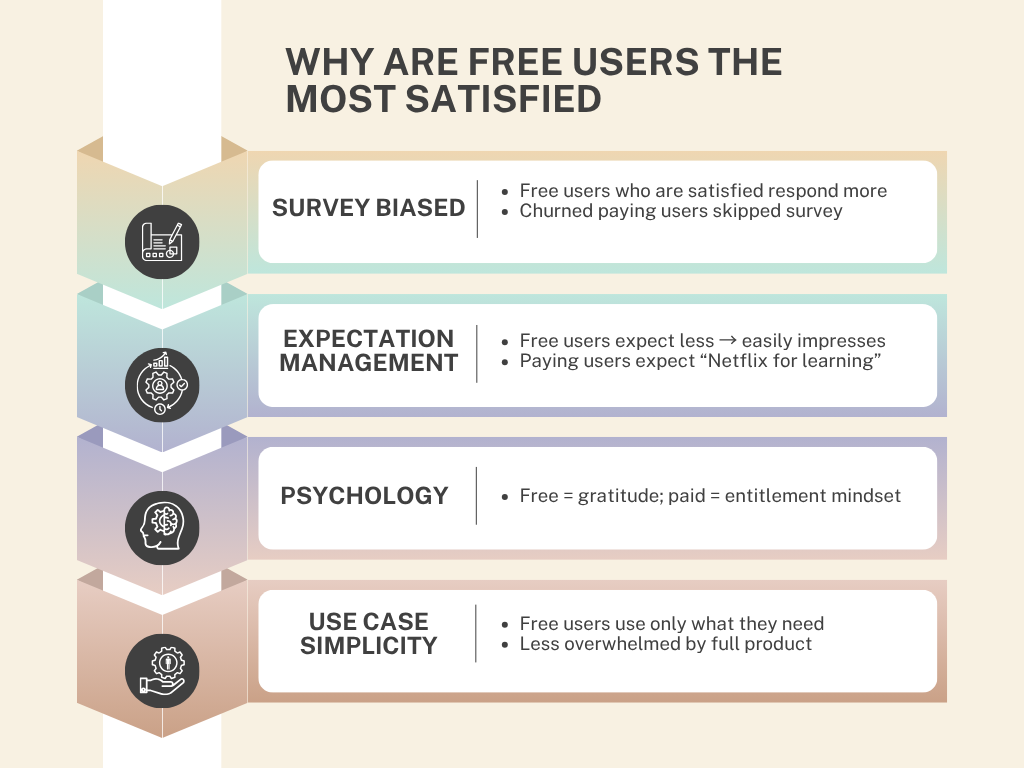 WHY ARE FREE USERS THE
MOST SATISFIED
SURVEY BIASED
• Free users who are satisfied respond more
• Churned paying users skipped survey
EXPECTATION
MANAGEMENT
• Free users expect less → easily impresses
• Paying users expect “Netflix for learning”
PSYCHOLOGY
• Free = gratitude; paid = entitlement mindset
USE CASE
SIMPLICITY
• Free users use only what they need
• Less overwhelmed by full product